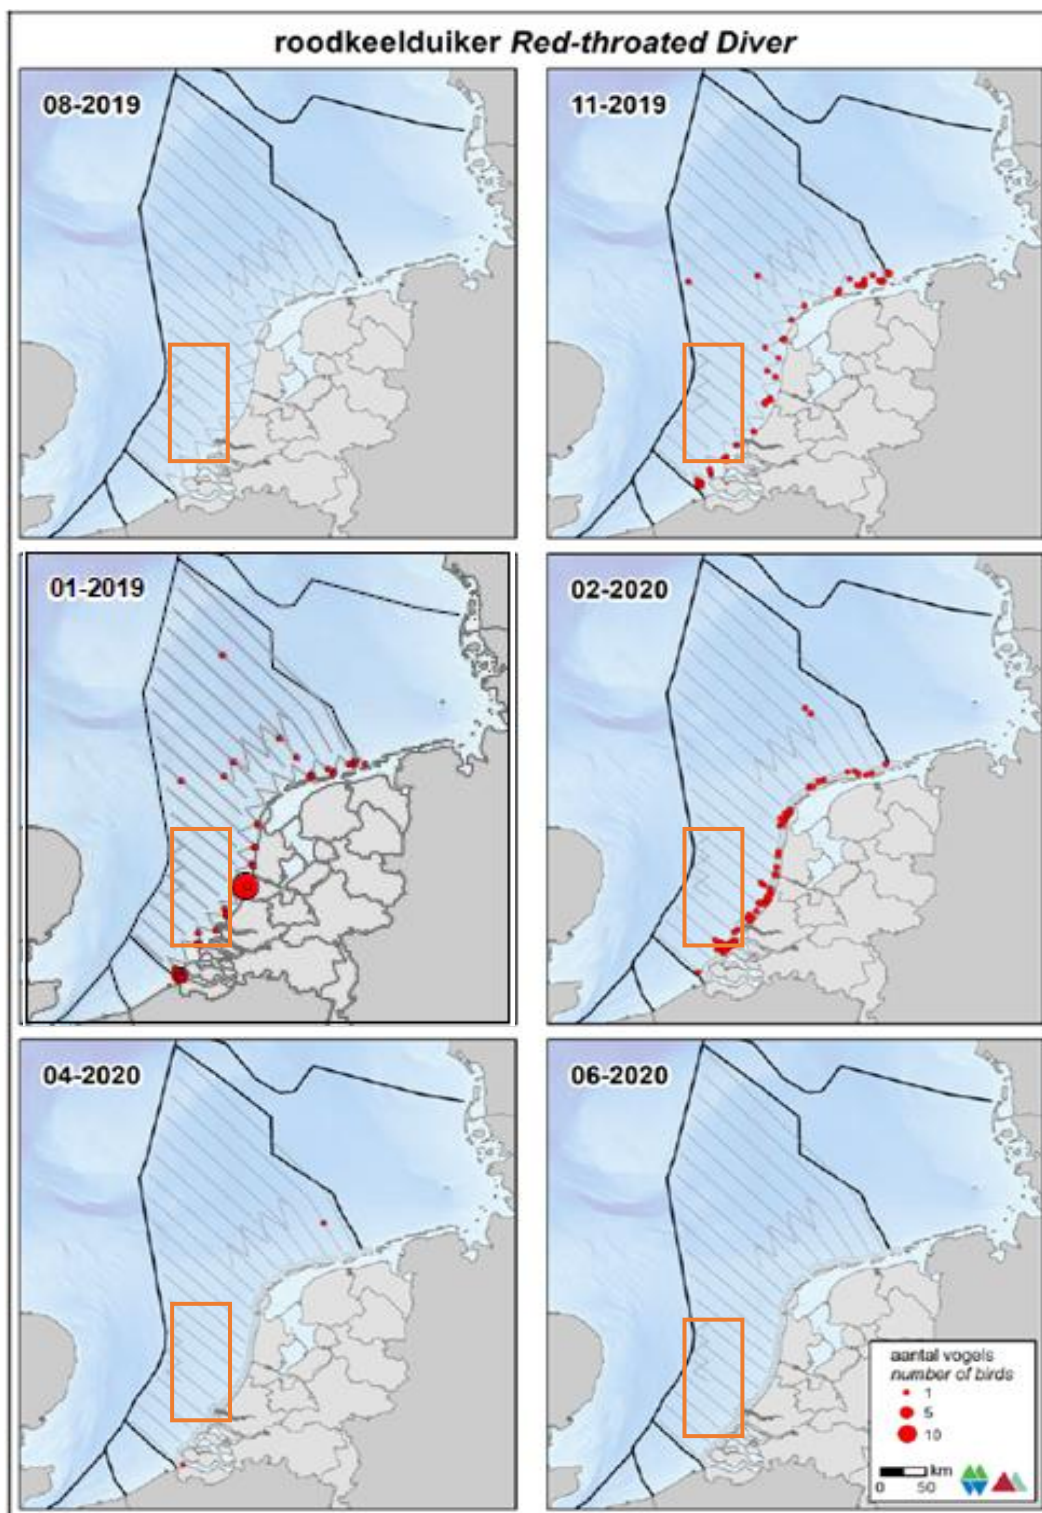 roodkeelduiker Red-throated Diver
08-2019
11-2019
01-2019
02-2020
04-2020
06-2020
aantal vogels
number of birds
1
5
10
km
0 50